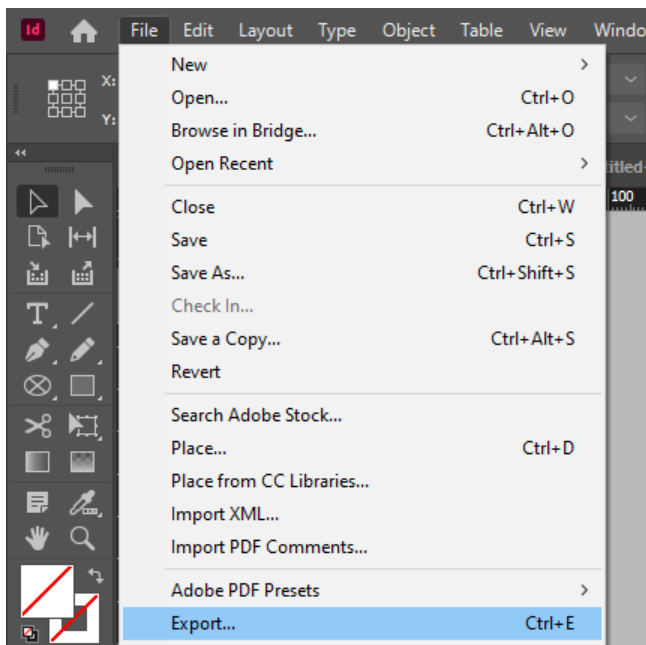 Id File Edit Layout Type Object Table View Windo
X:
Y:
New
Open... Ctrl+O
Browse in Bridge... Ctrl+Alt+O
Open Recent
titled-
100
Close Ctrl+W
Save Ctrl+S
Save As... Ctrl+Shift+S
Check In...
Save a Copy... Ctrl+Alt+S
Revert
Search Adobe Stock...
Place... Ctrl+D
Place from CC Libraries...
Import XML...
Import PDF Comments...
Adobe PDF Presets
Export... Ctrl+E